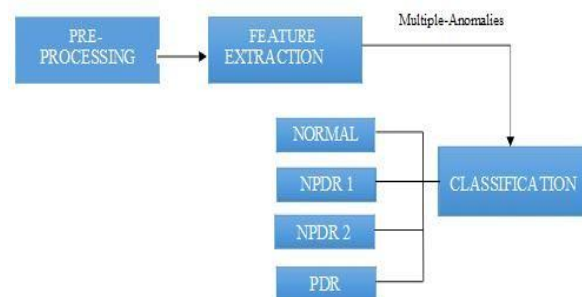 PRE-
PROCESSING
FEATURE
EXTRACTION
Multiple-Anomalies
NORMAL
NPDR 1
CLASSIFICATION
NPDR 2
PDR